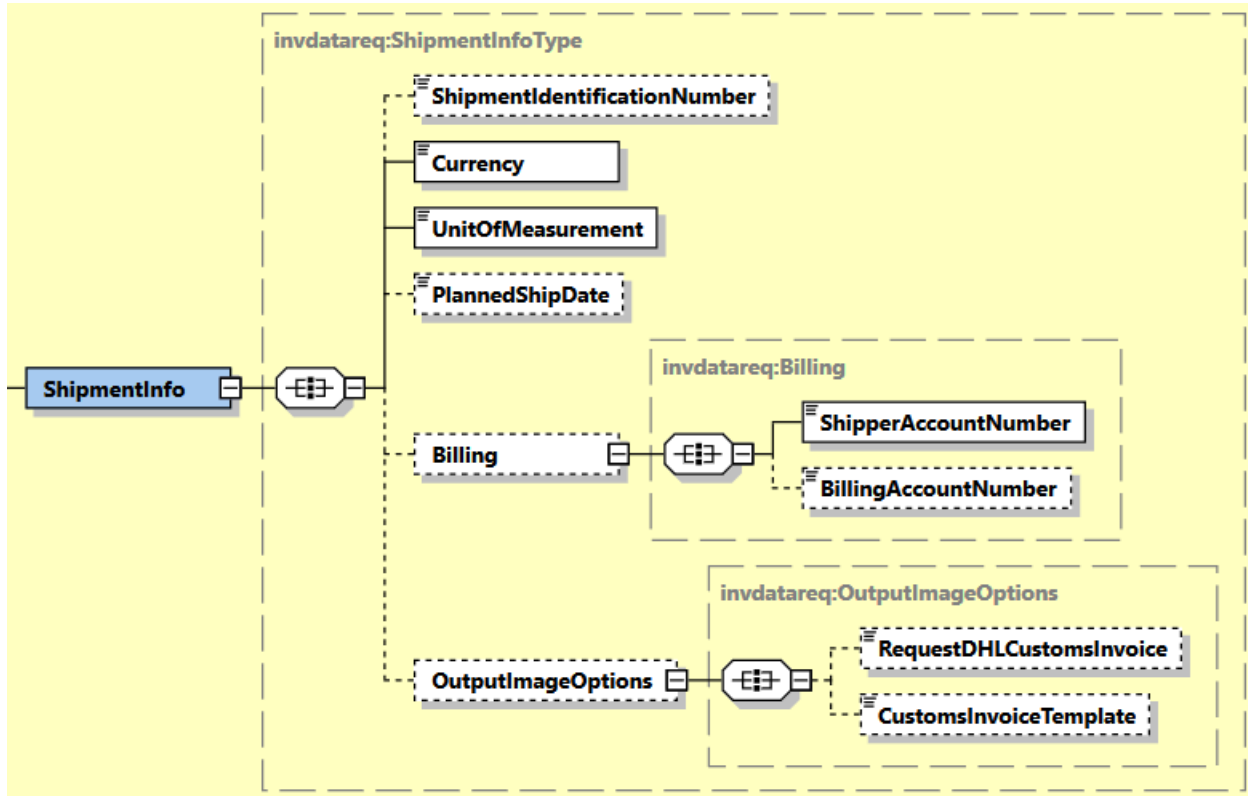 invdatareq:ShipmentInfoType
ShipmentIdentificationNumber
Currency
UnitOfMeasurement
PlannedShipDate
ShipmentInfo
invdatareq:Billing
ShipperAccountNumber
Billing
BillingAccountNumber
invdatareq:OutputImageOptions
RequestDHLCustomsInvoice
OutputImageOptions
CustomsInvoiceTemplate